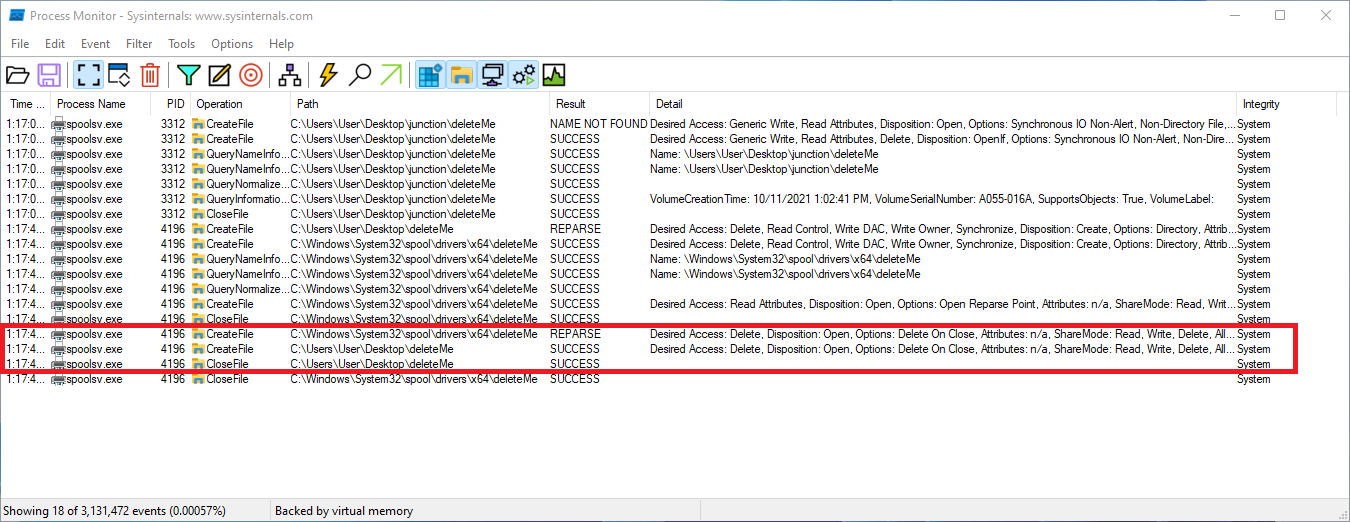 Process Monitor - Sysinternals: www.sysinternals.com
File Edit Event Filter Tools Options Help
Time ... Process Name PID Operation Path Result Detail Integrity
1:17:0... spoolsv.exe 3312 CreateFile C:\Users\User\Desktop\junction\deleteMe NAME NOT FOUND Desired Access: Generic Write, Read Attributes, Disposition: Open, Options: Synchronous IO Non-Alert, Non-Directory File,... System
1:17:0... spoolsv.exe 3312 CreateFile C:\Users\User\Desktop\junction\deleteMe SUCCESS Desired Access: Generic Write, Read Attributes, Delete, Disposition: OpenIf, Options: Synchronous IO Non-Alert, Non-Dire... System
1:17:0... spoolsv.exe 3312 QueryNameInfo... C:\Users\User\Desktop\junction\deleteMe SUCCESS Name: \Users\User\Desktop\junction\deleteMe System
1:17:0... spoolsv.exe 3312 QueryNameInfo... C:\Users\User\Desktop\junction\deleteMe SUCCESS Name: \Users\User\Desktop\junction\deleteMe System
1:17:0... spoolsv.exe 3312 QueryNormalize... C:\Users\User\Desktop\junction\deleteMe SUCCESS System
1:17:0... spoolsv.exe 3312 QueryInformatio... C:\Users\User\Desktop\junction\deleteMe SUCCESS VolumeCreationTime: 10/11/2021 1:02:41 PM, VolumeSerialNumber: A055-016A, SupportsObjects: True, VolumeLabel: System
1:17:0... spoolsv.exe 3312 CloseFile C:\Users\User\Desktop\junction\deleteMe SUCCESS System
1:17:4... spoolsv.exe 4196 CreateFile C:\Users\User\Desktop\junction\deleteMe REPARSE Desired Access: Delete, Read Control, Write DAC, Write Owner, Synchronize, Disposition: Create, Options: Directory, Attrib... System
1:17:4... spoolsv.exe 4196 CreateFile C:\Windows\System32\spool\drivers\x64\deleteMe SUCCESS Desired Access: Delete, Read Control, Write DAC, Write Owner, Synchronize, Disposition: Create, Options: Directory, Attrib... System
1:17:4... spoolsv.exe 4196 QueryNameInfo... C:\Windows\System32\spool\drivers\x64\deleteMe SUCCESS Name: \Windows\System32\spool\drivers\x64\deleteMe System
1:17:4... spoolsv.exe 4196 QueryNameInfo... C:\Windows\System32\spool\drivers\x64\deleteMe SUCCESS Name: \Windows\System32\spool\drivers\x64\deleteMe System
1:17:4... spoolsv.exe 4196 QueryNormalize... C:\Windows\System32\spool\drivers\x64\deleteMe SUCCESS System
1:17:4... spoolsv.exe 4196 CreateFile C:\Windows\System32\spool\drivers\x64\deleteMe SUCCESS Desired Access: Read Attributes, Disposition: Open, Options: Open Reparse Point, Attributes: n/a, ShareMode: Read, Writ... System
1:17:4... spoolsv.exe 4196 CloseFile C:\Windows\System32\spool\drivers\x64\deleteMe SUCCESS System
1:17:4... spoolsv.exe 4196 CreateFile C:\Windows\System32\spool\drivers\x64\deleteMe REPARSE Desired Access: Delete, Disposition: Open, Options: Delete On Close, Attributes: n/a, ShareMode: Read, Write, Delete, All... System
1:17:4... spoolsv.exe 4196 CreateFile C:\Users\User\Desktop\deleteMe SUCCESS Desired Access: Delete, Disposition: Open, Options: Delete On Close, Attributes: n/a, ShareMode: Read, Write, Delete, All... System
1:17:4... spoolsv.exe 4196 CloseFile C:\Users\User\Desktop\deleteMe SUCCESS System
1:17:4... spoolsv.exe 4196 CloseFile C:\Windows\System32\spool\drivers\x64\deleteMe SUCCESS System
Showing 18 of 3,131,472 events (0.00057%) Backed by virtual memory